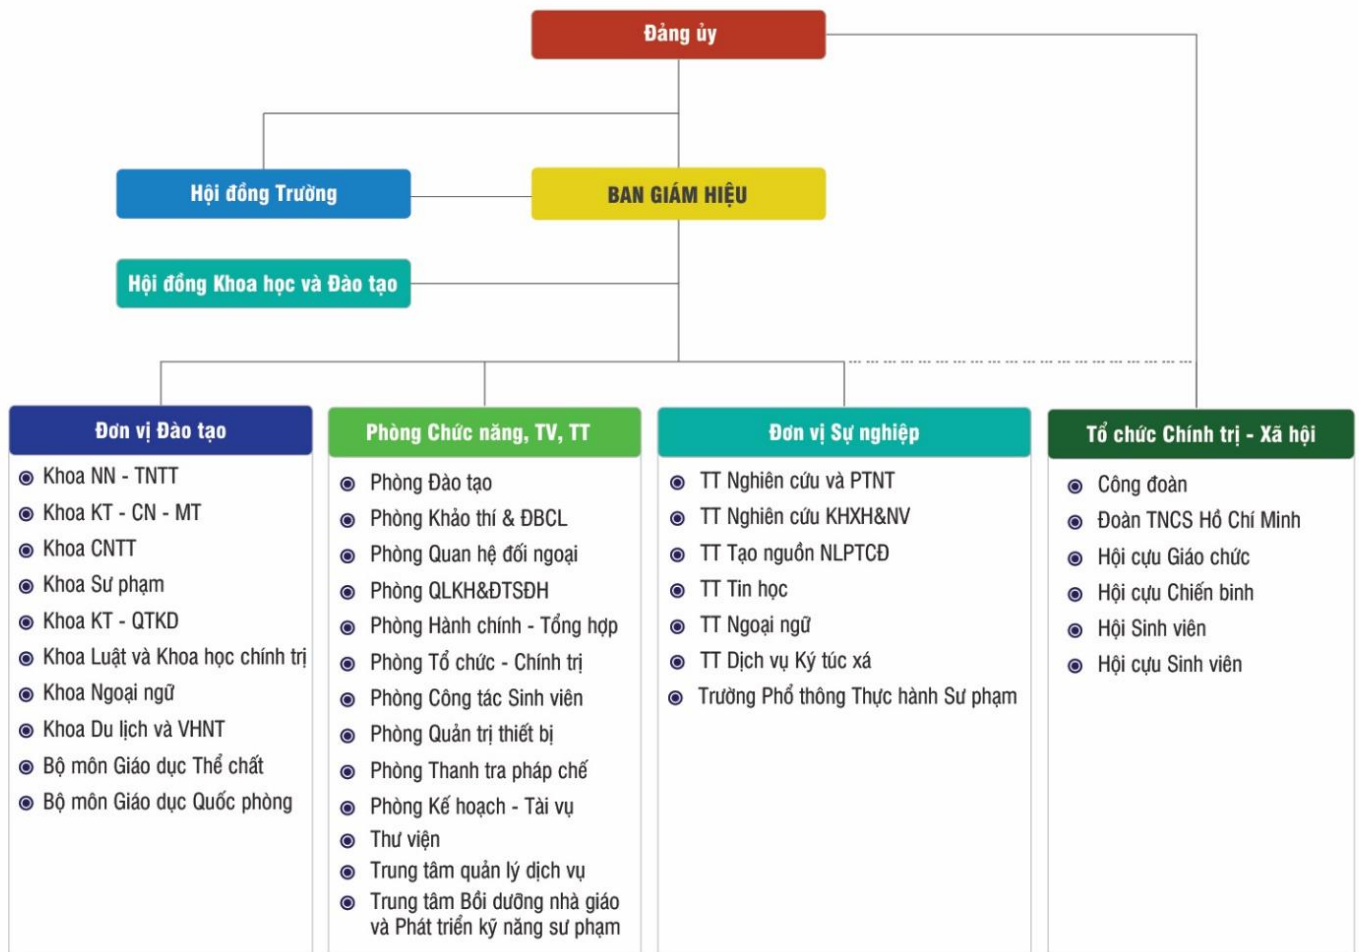 Đảng ủy
Hội đồng Trường
BAN GIÁM HIỆU
Hội đồng Khoa học và Đào tạo
Đơn vị Đào tạo
Khoa NN - TNTT
Khoa KT - CN - MT
Khoa CNTT
Khoa Sư phạm
Khoa KT - QTKD
Khoa Luật và Khoa học chính trị
Khoa Ngoại ngữ
Khoa Du lịch và VHNT
Bộ môn Giáo dục Thể chất
Bộ môn Giáo dục Quốc phòng
Phòng Chức năng, TV, TT
Phòng Đào tạo
Phòng Khảo thí & ĐBCL
Phòng Quan hệ đối ngoại
Phòng QLKH&ĐTSĐH
Phòng Hành chính - Tổng hợp
Phòng Tổ chức - Chính trị
Phòng Công tác Sinh viên
Phòng Quản trị thiết bị
Phòng Thanh tra pháp chế
Phòng Kế hoạch - Tài vụ
Thư viện
Trung tâm quản lý dịch vụ
Trung tâm Bồi dưỡng nhà giáo
và Phát triển kỹ năng sư phạm
Đơn vị Sự nghiệp
TT Nghiên cứu và PTNT
TT Nghiên cứu KHXH&NV
TT Tạo nguồn NLPTCĐ
TT Tin học
TT Ngoại ngữ
TT Dịch vụ Ký túc xá
Trường Phổ thông Thực hành Sư phạm
Tổ chức Chính trị - Xã hội
Công đoàn
Đoàn TNCS Hồ Chí Minh
Hội cựu Giáo chức
Hội cựu Chiến binh
Hội Sinh viên
Hội cựu Sinh viên